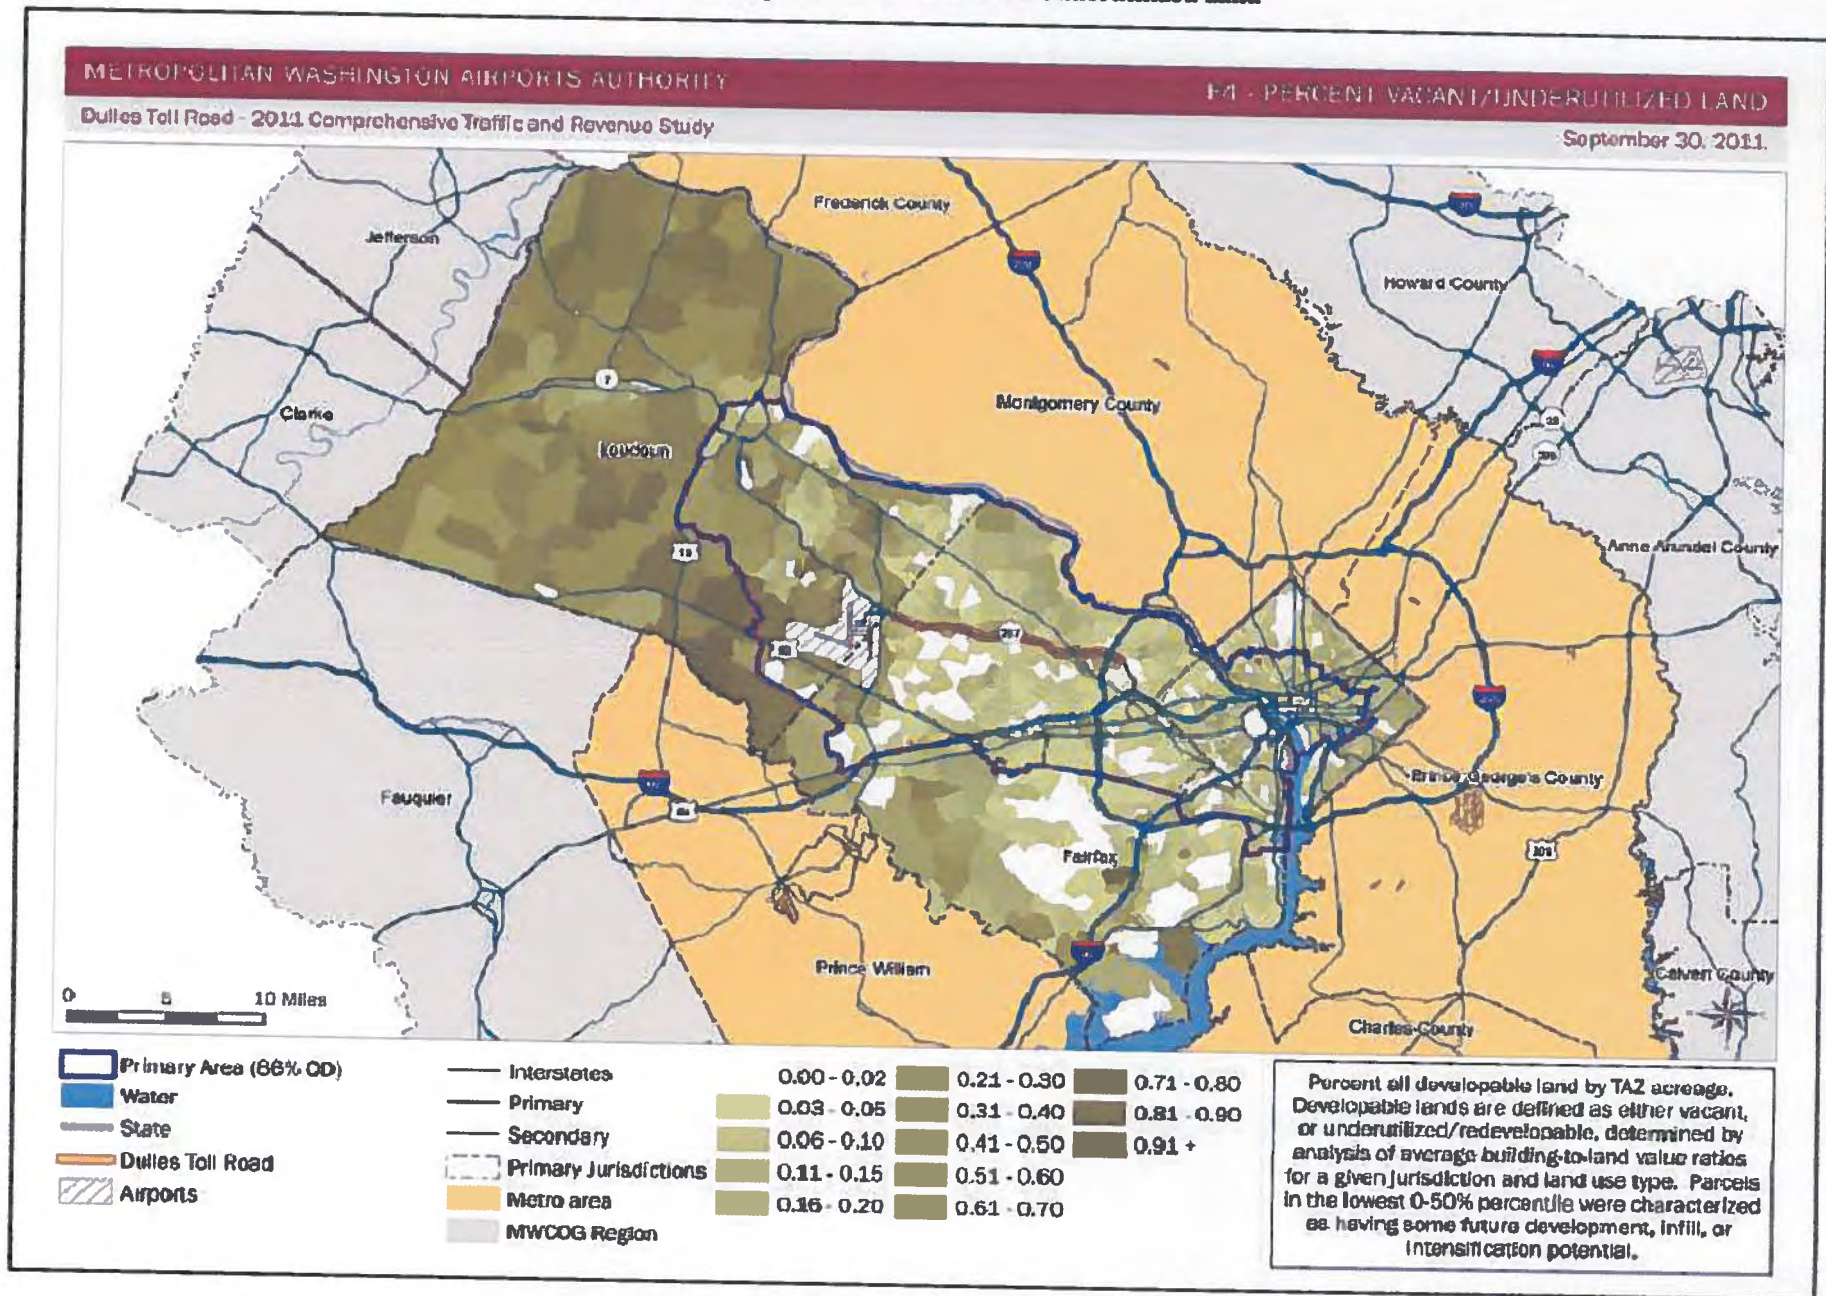 METROPOLITAN WASHINGTON AIRPORTS AUTHORITY
F4 - PERCENT VACANT/UNDERUTILIZED LAND
Dulles Toll Road - 2011 Comprehensive Traffic and Revenue Study
September 30, 2011.
Frederick County
Jefferson
Howard County
7
Montgomery County
Clarke
Loudoun
15
Anne Arundel County
267
Prince George's County
Fauquier
Fairfax
Prince William
Calvert County
Charles County
0 5 10 Miles
Primary Area (86% OD)
Water
State
Dulles Toll Road
Airports
Interstates
Primary
Secondary
Primary Jurisdictions
Metro area
MWCOG Region
0.00 - 0.02
0.03 - 0.05
0.06 - 0.10
0.11 - 0.15
0.16 - 0.20
0.21 - 0.30
0.31 - 0.40
0.41 - 0.50
0.51 - 0.60
0.61 - 0.70
0.71 - 0.80
0.81 - 0.90
0.91 +
Percent all developable land by TAZ acreage.
Developable lands are defined as either vacant,
or underutilized/redevelopable, determined by
analysis of average building-to-land value ratios
for a given jurisdiction and land use type. Parcels
in the lowest 0-50% percentile were characterized
as having some future development, infill, or
intensification potential.